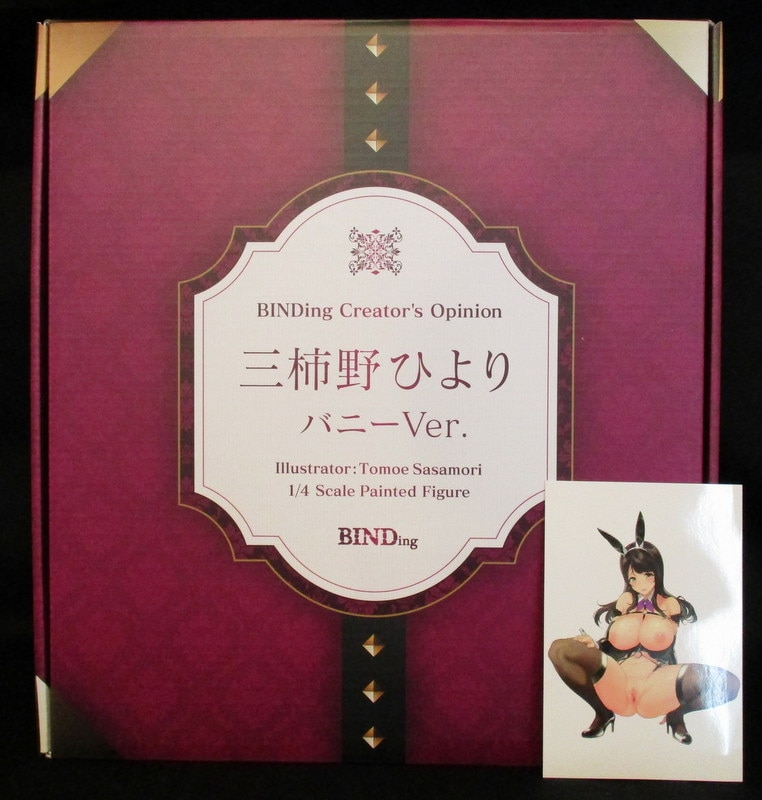 BINDing Creator's Opinion
三柿野ひより
バニーVer.
Illustrator: Tomoe Sasamori
1/4 Scale Painted Figure
BINDing